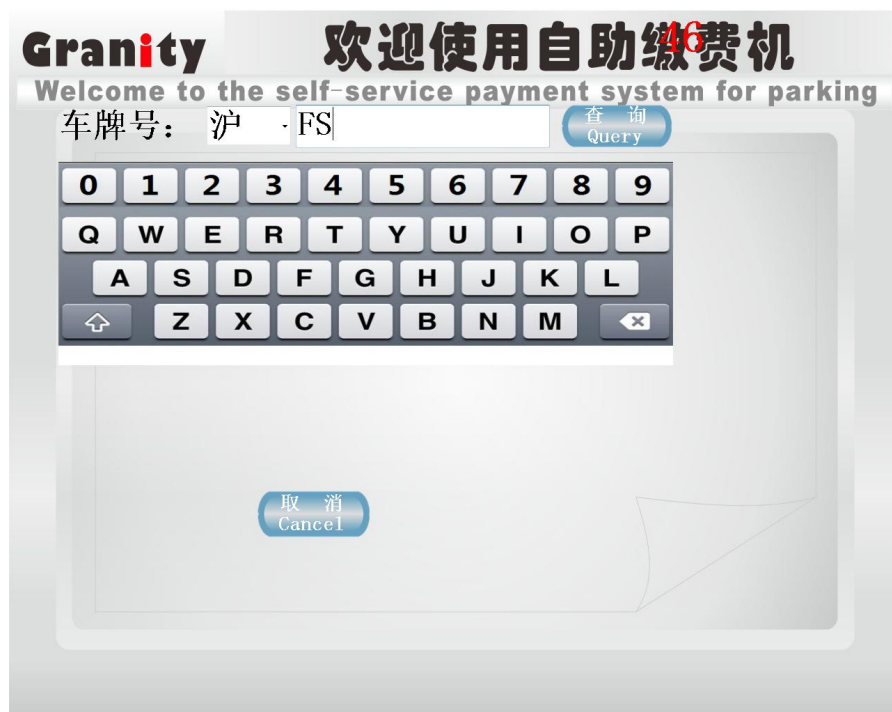 Granity 欢迎使用自助缴费机
46
Welcome to the self-service payment system for parking
车牌号： 沪 FS 查 询
Query
0 1 2 3 4 5 6 7 8 9
Q W E R T Y U I O P
A S D F G H J K L
Z X C V B N M
取 消
Cancel